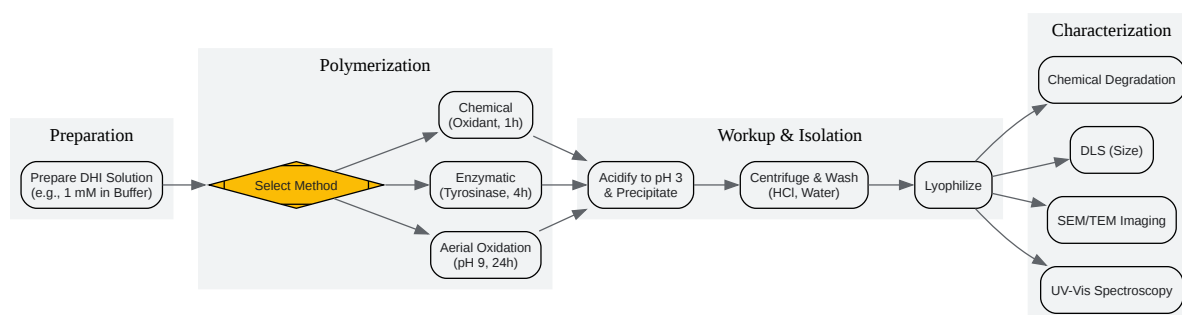 Preparation
Prepare DHI Solution
(e.g., 1 mM in Buffer)
Polymerization
Select Method
Chemical
(Oxidant, 1h)
Enzymatic
(Tyrosinase, 4h)
Aerial Oxidation
(pH 9, 24h)
Workup & Isolation
Acidify to pH 3
& Precipitate
Centrifuge & Wash
(HCl, Water)
Lyophilize
Characterization
Chemical Degradation
DLS (Size)
SEM/TEM Imaging
UV-Vis Spectroscopy